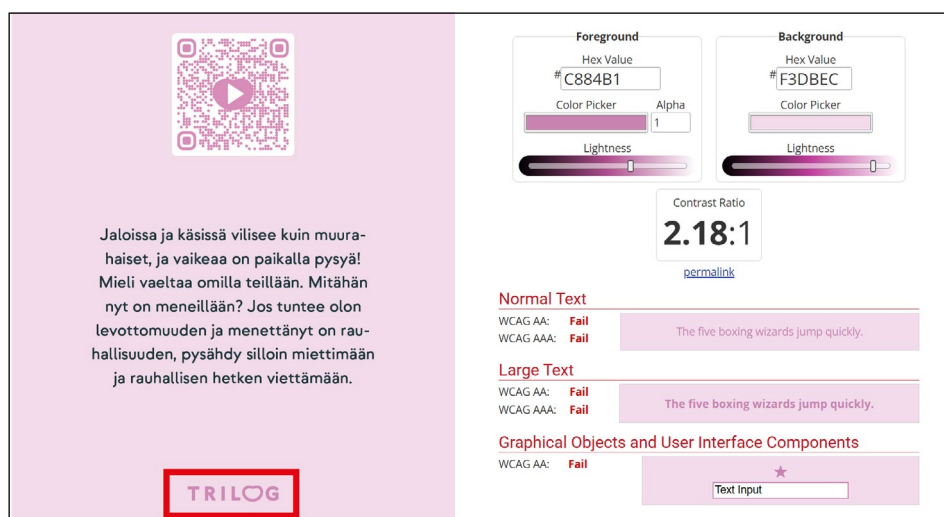 Jaloissa ja käsissä vilisee kuin muura-
haiset, ja vaikeaa on paikalla pysyä!
Mieli vaeltaa omilla teillään. Mitähän
nyt on meneillään? Jos tuntee olon
levottomuuden ja menettänyt on rau-
hallisuuden, pysähdy silloin miettimään
ja rauhallisen hetken viettämään.
TRILOG
Foreground
Hex Value
# C884B1
Color Picker
Alpha
1
Lightness
Background
Hex Value
# F3DBEC
Color Picker
Lightness
Contrast Ratio
2.18:1
permalink
Normal Text
WCAG AA: Fail
WCAG AAA: Fail
The five boxing wizards jump quickly.
Large Text
WCAG AA: Fail
WCAG AAA: Fail
The five boxing wizards jump quickly.
Graphical Objects and User Interface Components
WCAG AA: Fail
Text Input